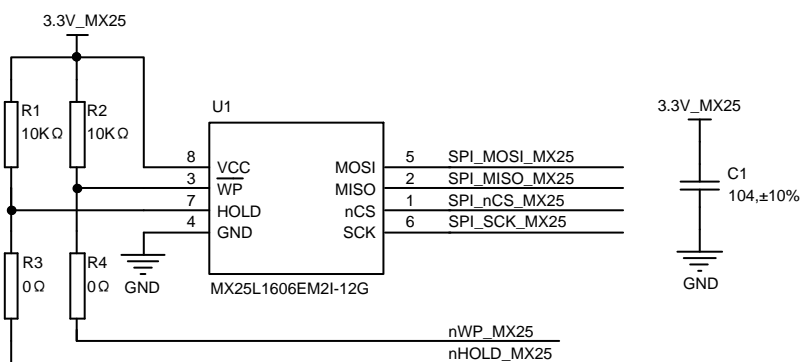 3.3V_MX25
R1
10KΩ
R2
10KΩ
U1
8 VCC MOSI 5 SPI_MOSI_MX25
3 WP MISO 2 SPI_MISO_MX25
7 HOLD nCS 1 SPI_nCS_MX25
4 GND SCK 6 SPI_SCK_MX25
MX25L1606EM2I-12G
GND
R3
0Ω
R4
0Ω
nWP_MX25
nHOLD_MX25
3.3V_MX25
C1
104,±10%
GND